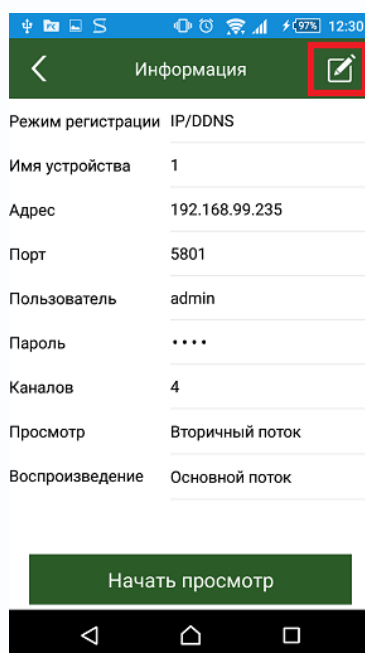 97% 12:30
Информация
Режим регистрации IP/DDNS
Имя устройства 1
Адрес 192.168.99.235
Порт 5801
Пользователь admin
Пароль ••••
Каналов 4
Просмотр Вторичный поток
Воспроизведение Основной поток
Начать просмотр